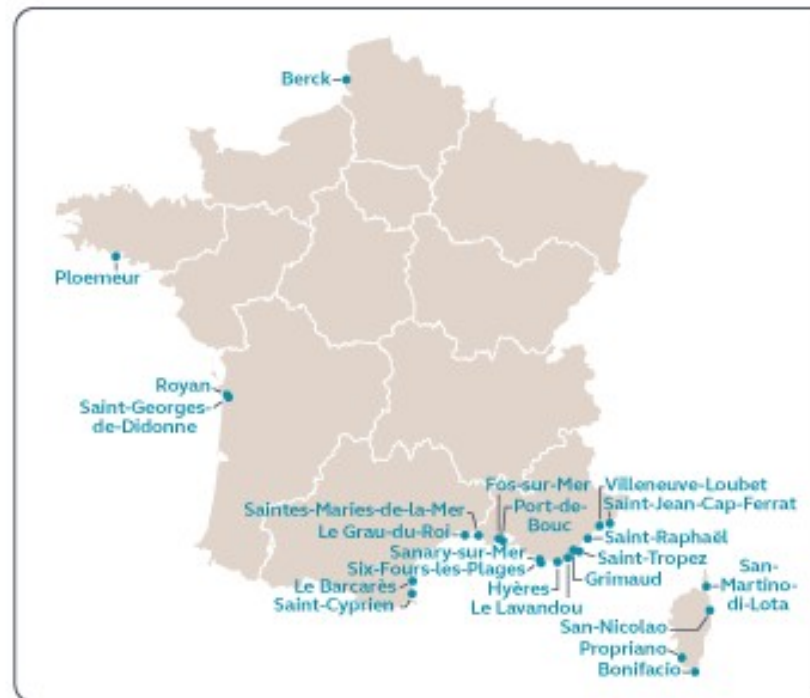 Berck
Ploemeur
Royan
Saint-Georges-
de-Didonne
Fos-sur-Mer
Villeneuve-Loubet
Saintes-Maries-de-la-Mer
Port-de-
Bouc
Saint-Jean-Cap-Ferrat
Le Grau-du-Roi
Saint-Raphaël
Sanary-sur-Mer
Saint-Tropez
Six-Fours-les-Plages
Grimaud
Le Barcarès
Hyères
Saint-Cyprien
Le Lavandou
San-
Martino-
di-Lota
San-Nicolao
Propriano
Bonifacio